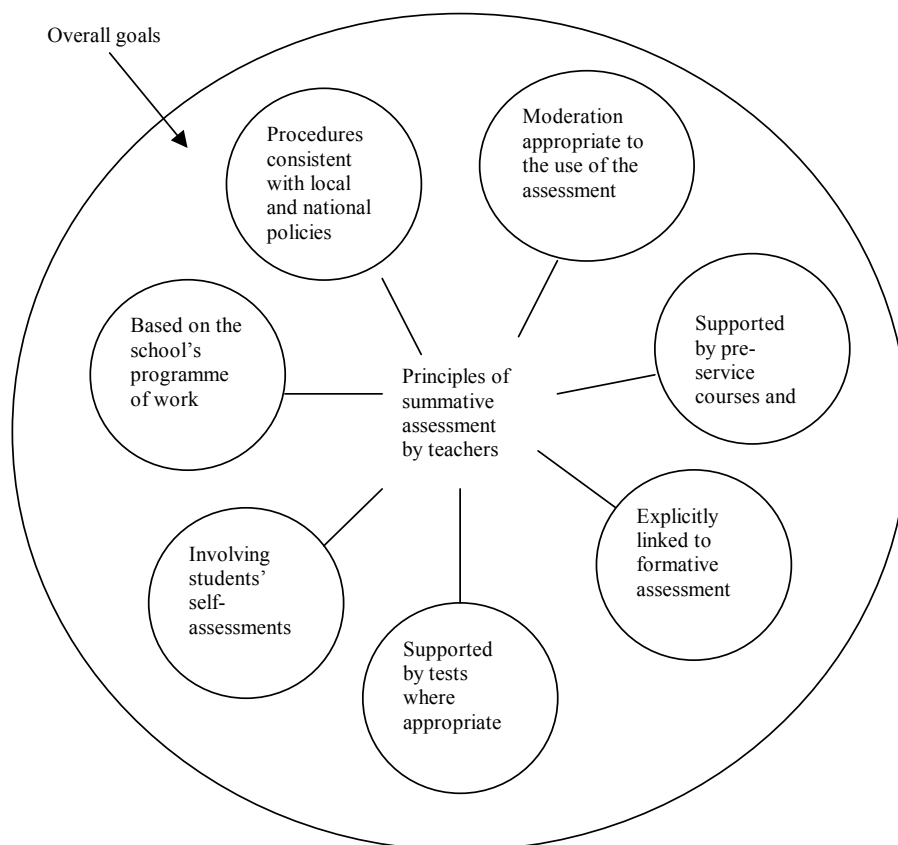 Overall goals
Procedures
consistent
with local
and national
policies
Moderation
appropriate to
the use of the
assessment
Based on the
school’s
programme
of work
Principles of
summative
assessment
by teachers
Supported
by pre-
service
courses and
Involving
students’
self-
assessments
Supported
by tests
where
appropriate
Explicitly
linked to
formative
assessment